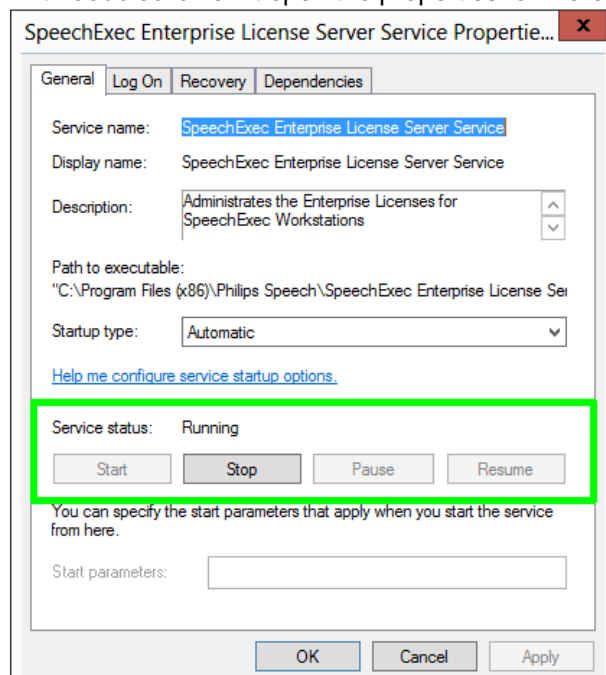 SpeechExec Enterprise License Server Service Propertie... x
General Log On Recovery Dependencies
Service name: SpeechExec Enterprise License Server Service
Display name: SpeechExec Enterprise License Server Service
Description: Administrates the Enterprise Licenses for
SpeechExec Workstations
Path to executable:
"C:\Program Files (x86)\Philips Speech\SpeechExec Enterprise License Ser
Startup type: Automatic
Help me configure service startup options.
Service status: Running
Start Stop Pause Resume
You can specify the start parameters that apply when you start the service
from here.
Start parameters:
OK Cancel Apply